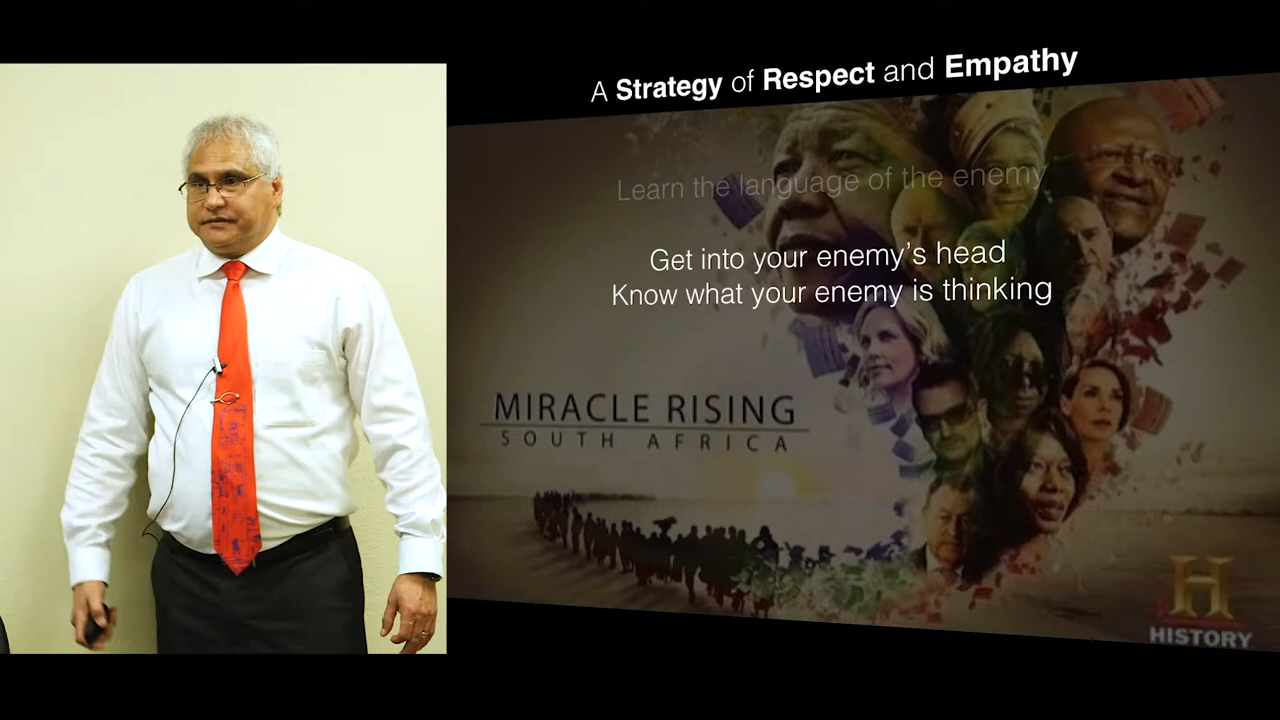 A Strategy of Respect and Empathy
Learn the language of the enemy
Get into your enemy's head
Know what your enemy is thinking
MIRACLE RISING
SOUTH AFRICA
H
HISTORY